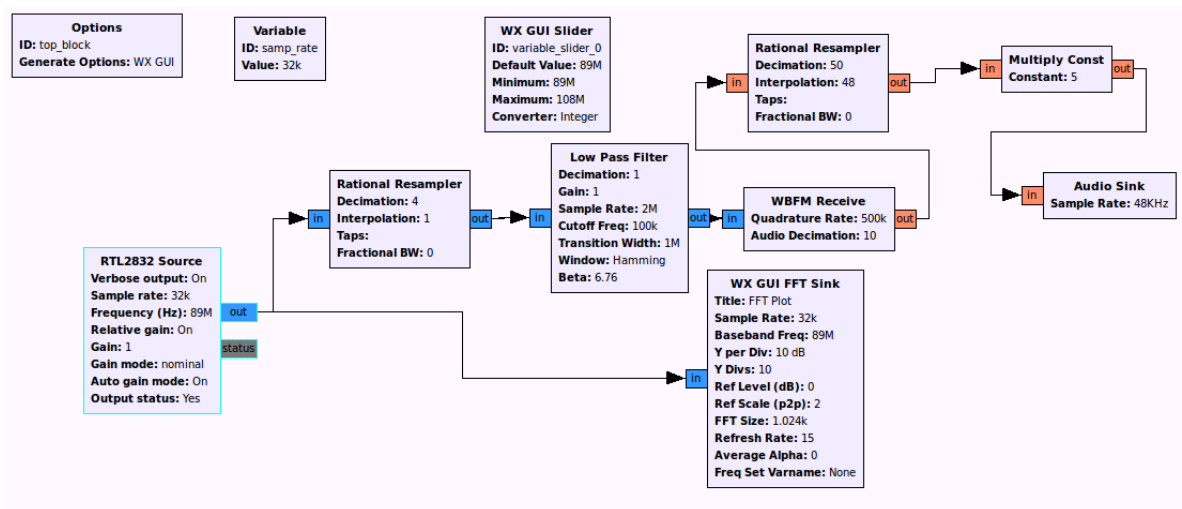 Options
ID: top_block
Generate Options: WX GUI
Variable
ID: samp_rate
Value: 32k
WX GUI Slider
ID: variable_slider_0
Default Value: 89M
Minimum: 89M
Maximum: 108M
Converter: Integer
Rational Resampler
Decimation: 50
Interpolation: 48
Taps:
Fractional BW: 0
in
out
Multiply Const
Constant: 5
in
out
Rational Resampler
Decimation: 4
Interpolation: 1
Taps:
Fractional BW: 0
in
out
Low Pass Filter
Decimation: 1
Gain: 1
Sample Rate: 2M
Cutoff Freq: 100k
Transition Width: 1M
Window: Hamming
Beta: 6.76
in
out
WBFM Receive
Quadrature Rate: 500k
Audio Decimation: 10
in
out
Audio Sink
Sample Rate: 48KHz
in
RTL2832 Source
Verbose output: On
Sample rate: 32k
Frequency (Hz): 89M
Relative gain: On
Gain: 1
Gain mode: nominal
Auto gain mode: On
Output status: Yes
out
status
WX GUI FFT Sink
Title: FFT Plot
Sample Rate: 32k
Baseband Freq: 89M
Y per Div: 10 dB
Y Divs: 10
Ref Level (dB): 0
Ref Scale (p2p): 2
FFT Size: 1.024k
Refresh Rate: 15
Average Alpha: 0
Freq Set Varname: None
in